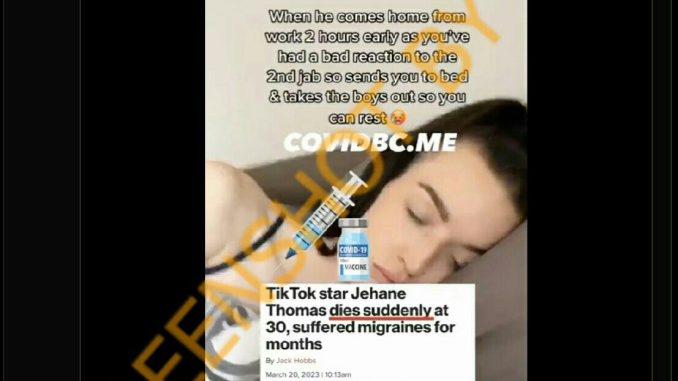 When he comes home from
work 2 hours early as you've
had a bad reaction to the
2nd jab so sends you to bed
& takes the boys out so you
can rest 🥵
COVIDBC.ME
COVID-19
VACCINE
TikTok star Jehane
Thomas dies suddenly at
30, suffered migraines for
months
By Jack Hobbs
March 20, 2023 | 10:13am
EENSHOT BY